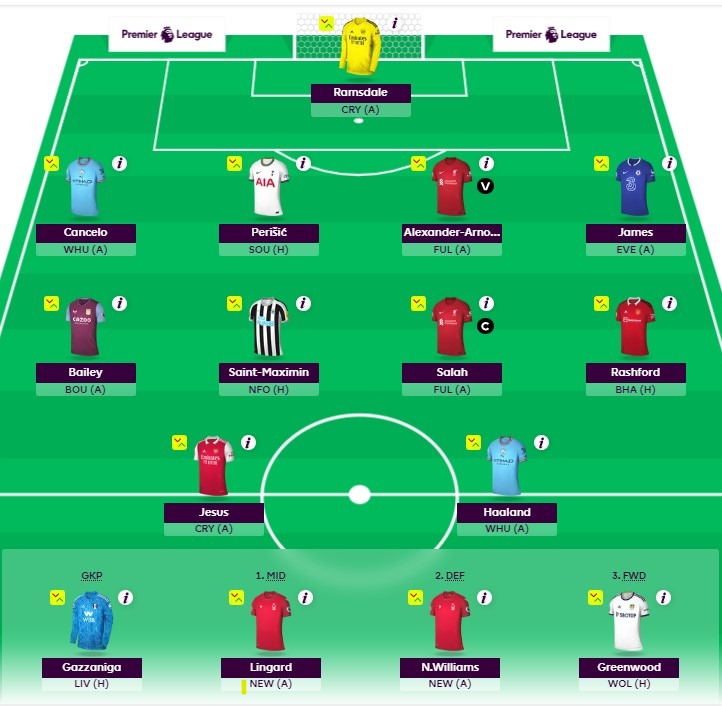 Premier League Premier League
i
Ramsdale
CRY (A)
i i i i
V
Cancelo Perišić Alexander-Arno... James
WHU (A) SOU (H) FUL (A) EVE (A)
i i i i
C
Bailey Saint-Maximin Salah Rashford
BOU (A) NFO (H) FUL (A) BHA (H)
i i
Jesus Haaland
CRY (A) WHU (A)
GKP 1. MID 2. DEF 3. FWD
i i i i
Gazzaniga Lingard N.Williams Greenwood
LIV (H) NEW (A) NEW (A) WOL (H)